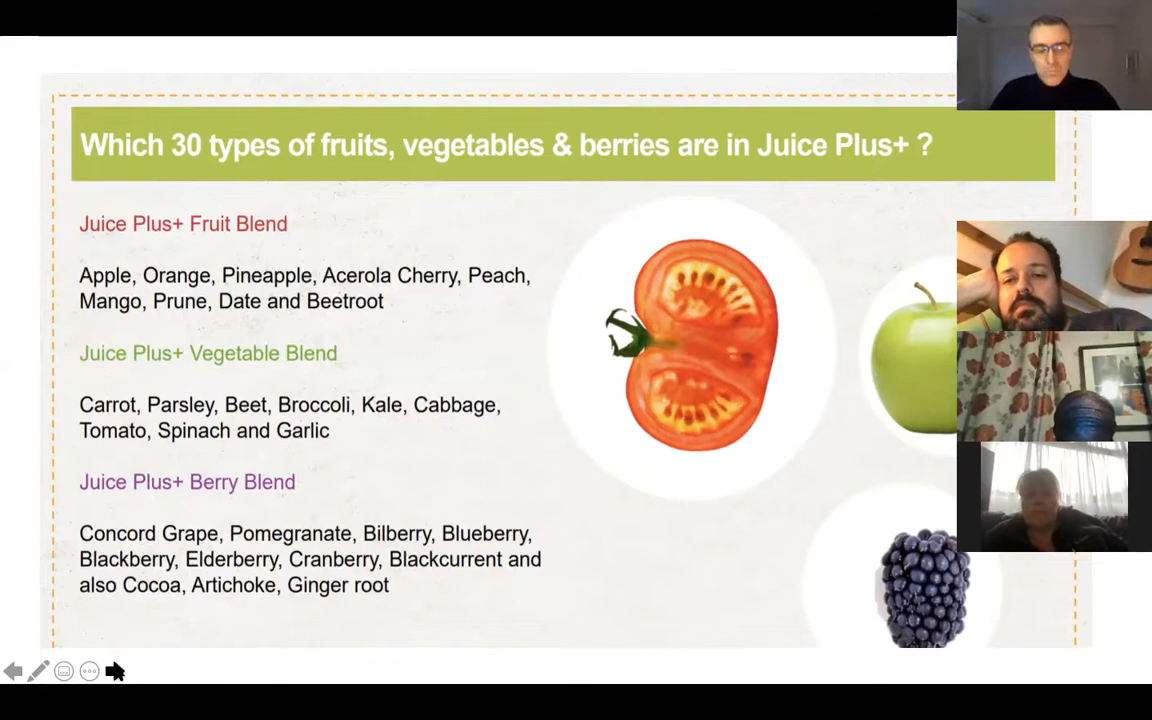 Which 30 types of fruits, vegetables & berries are in Juice Plus+ ?
Juice Plus+ Fruit Blend
Apple, Orange, Pineapple, Acerola Cherry, Peach,
Mango, Prune, Date and Beetroot
Juice Plus+ Vegetable Blend
Carrot, Parsley, Beet, Broccoli, Kale, Cabbage,
Tomato, Spinach and Garlic
Juice Plus+ Berry Blend
Concord Grape, Pomegranate, Bilberry, Blueberry,
Blackberry, Elderberry, Cranberry, Blackcurrent and
also Cocoa, Artichoke, Ginger root